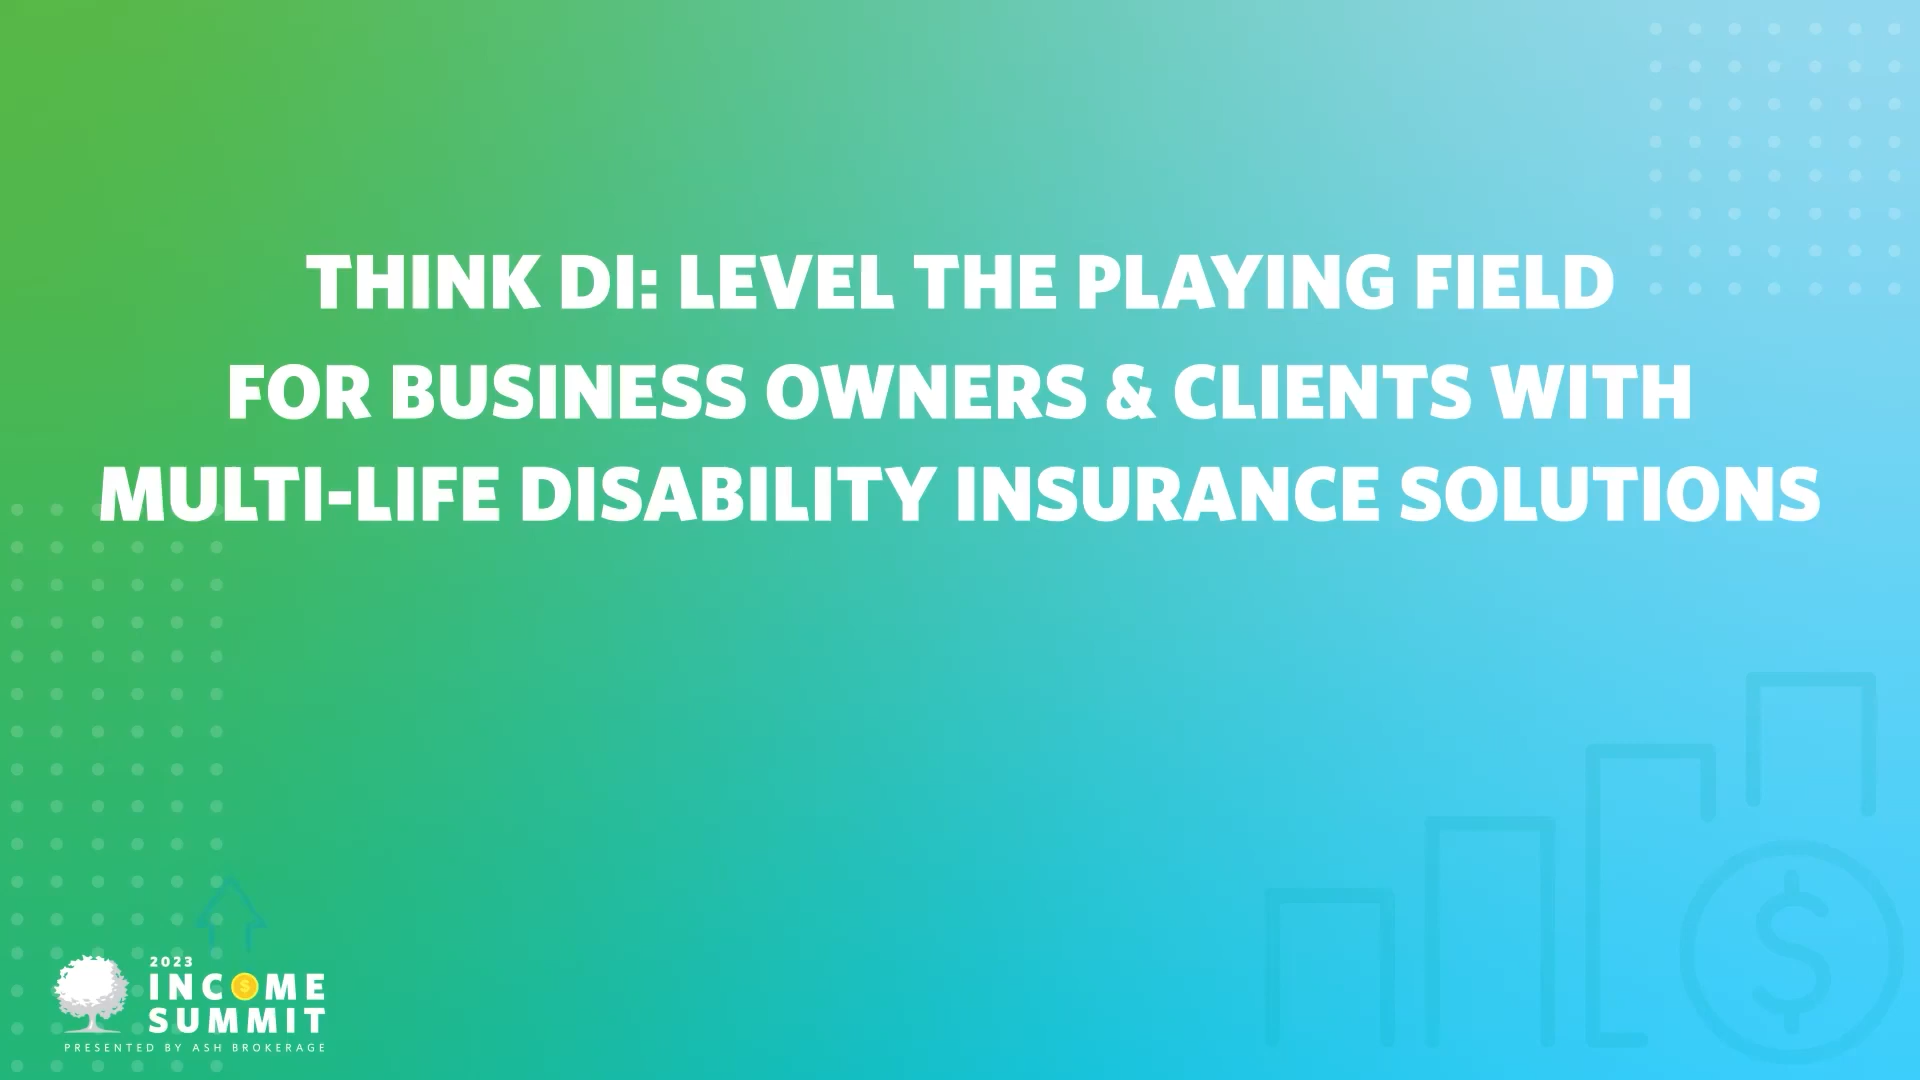 THINK DI: LEVEL THE PLAYING FIELD
FOR BUSINESS OWNERS & CLIENTS WITH
MULTI-LIFE DISABILITY INSURANCE SOLUTIONS
2023
INCOME
SUMMIT
PRESENTED BY ASH BROKERAGE